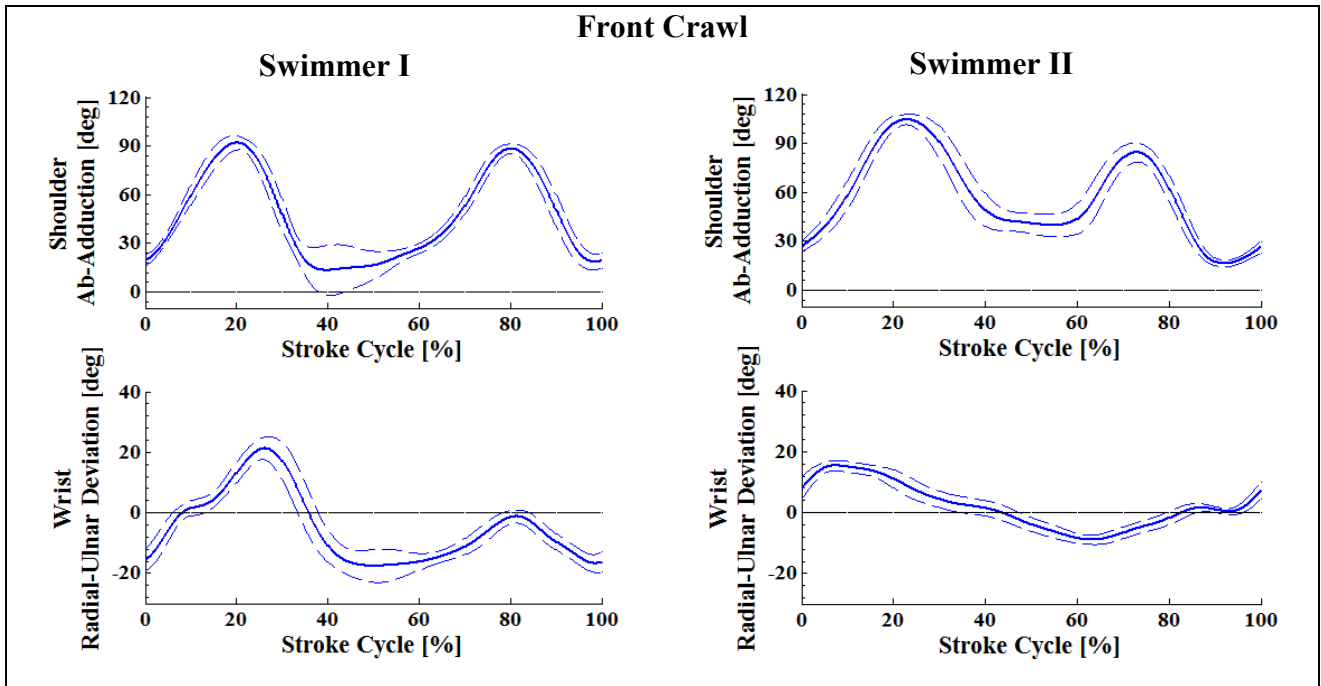 Front Crawl
Swimmer I
Swimmer II
Shoulder
Ab-Adduction [deg]
120
90
60
30
0
0 20 40 60 80 100
Stroke Cycle [%]
Shoulder
Ab-Adduction [deg]
120
90
60
30
0
0 20 40 60 80 100
Stroke Cycle [%]
Wrist
Radial-Ulnar Deviation [deg]
40
20
0
-20
0 20 40 60 80 100
Stroke Cycle [%]
Wrist
Radial-Ulnar Deviation [deg]
40
20
0
-20
0 20 40 60 80 100
Stroke Cycle [%]